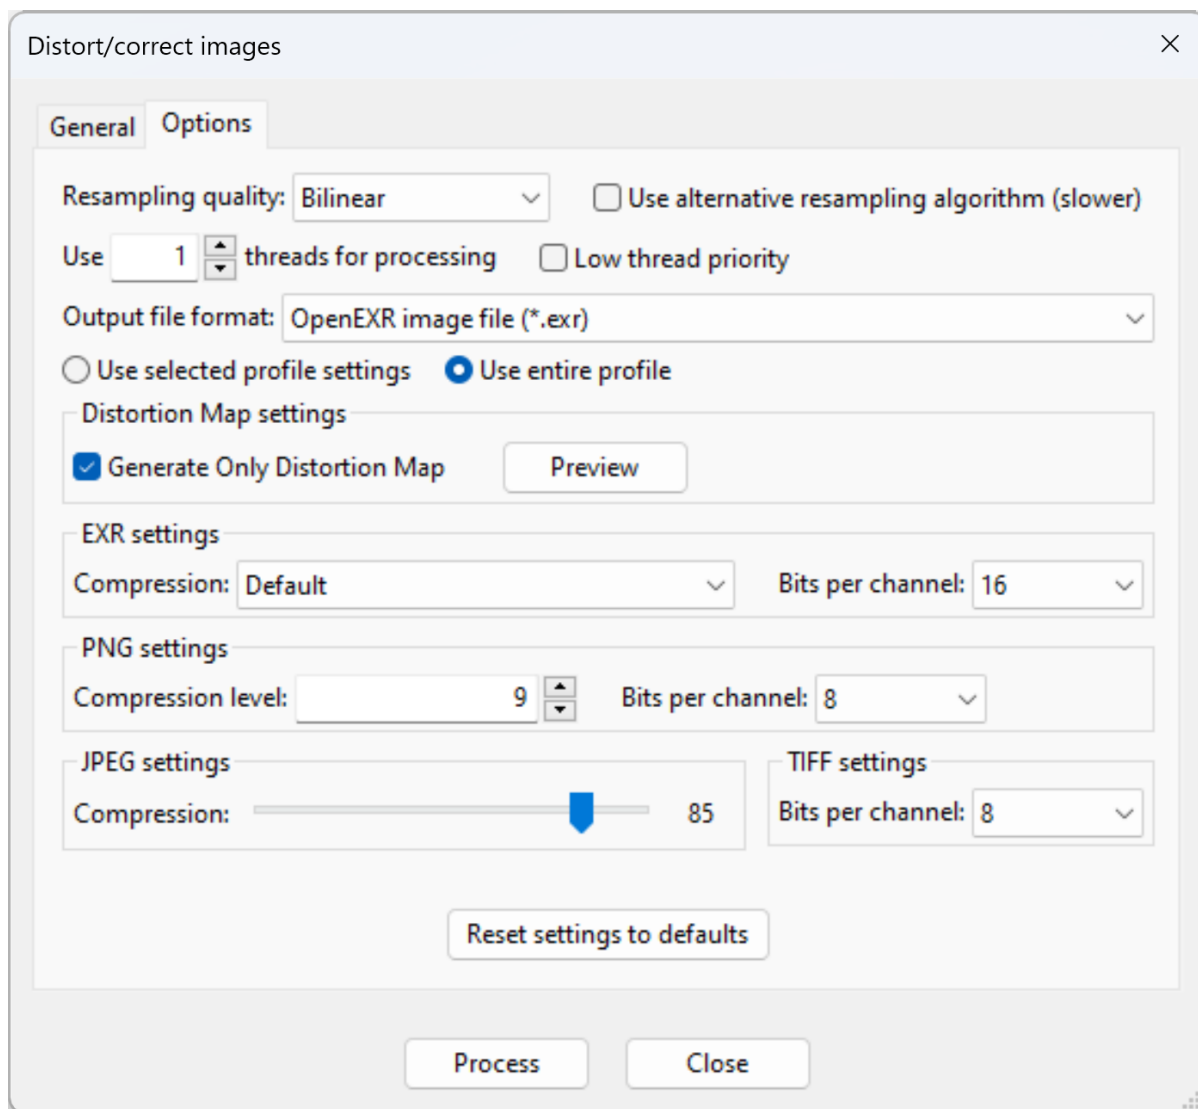 Distort/correct images
General Options
Resampling quality: Bilinear Use alternative resampling algorithm (slower)
Use 1 threads for processing Low thread priority
Output file format: OpenEXR image file (*.exr)
Use selected profile settings Use entire profile
Distortion Map settings
Generate Only Distortion Map Preview
EXR settings
Compression: Default Bits per channel: 16
PNG settings
Compression level: 9 Bits per channel: 8
JPEG settings TIFF settings
Compression: 85 Bits per channel: 8
Reset settings to defaults
Process Close